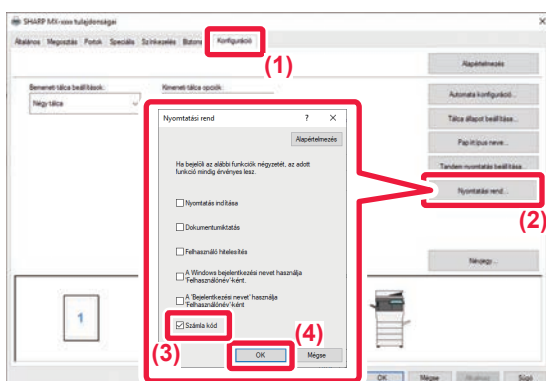 SHARP MX-xxxx tulajdonságai
Általános Megosztás Portok Speciális Színkezelés Biztons Konfiguráció
(1)
Alapértelmezés
Bemeneti tálca beállítások:
Kimeneti tálca opciók:
Négy tálca
Automata konfiguráció...
Tálca állapot beállítása...
Papírtípus neve...
Tandem nyomtatás beállítása...
Nyomtatási rend...
(2)
Névjegy...
Nyomtatási rend
Alapértelmezés
Ha bejelöli az alábbi funkciók négyzetét, az adott
funkció mindig érvényes lesz.
Nyomtatás indítása
Dokumentumiktatás
Felhasználó hitelesítés
A Windows bejelentkezési nevet használja
'Felhasználónév'-ként.
A 'Bejelentkezési nevet' használja
'Felhasználónév'-ként
Számla kód
(3)
(4)
OK Mégse
1
OK Mégse Alkalmaz Súgó